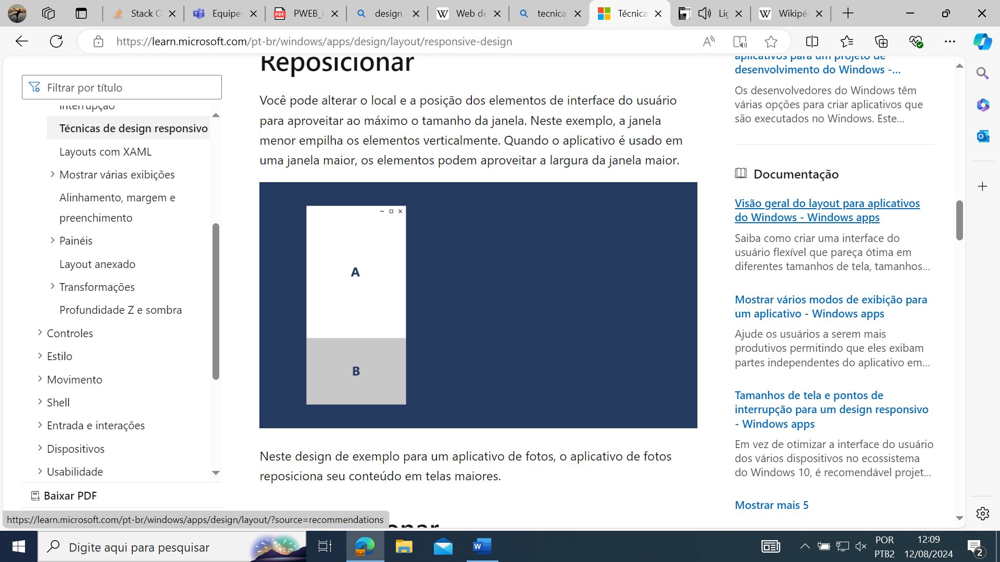 Stack O
Equipes
PWEB_
design
Web de
tecnica
Técnica
Lig
Wikipé
https://learn.microsoft.com/pt-br/windows/apps/design/layout/responsive-design
Filtrar por título
interrupção
Técnicas de design responsivo
Layouts com XAML
Mostrar várias exibições
Alinhamento, margem e
preenchimento
Painéis
Layout anexado
Transformações
Profundidade Z e sombra
Controles
Estilo
Movimento
Shell
Entrada e interações
Dispositivos
Usabilidade
Baixar PDF
https://learn.microsoft.com/pt-br/windows/apps/design/layout/?source=recommendations
Reposicionar
Você pode alterar o local e a posição dos elementos de interface do usuário
para aproveitar ao máximo o tamanho da janela. Neste exemplo, a janela
menor empilha os elementos verticalmente. Quando o aplicativo é usado em
uma janela maior, os elementos podem aproveitar a largura da janela maior.
A
B
Neste design de exemplo para um aplicativo de fotos, o aplicativo de fotos
reposiciona seu conteúdo em telas maiores.
aplicativos para um projeto de
desenvolvimento do Windows -...
Os desenvolvedores do Windows têm
várias opções para criar aplicativos que
são executados no Windows. Este...
Documentação
Visão geral do layout para aplicativos
do Windows - Windows apps
Saiba como criar uma interface do
usuário flexível que pareça ótima em
diferentes tamanhos de tela, tamanhos...
Mostrar vários modos de exibição para
um aplicativo - Windows apps
Ajude os usuários a serem mais
produtivos permitindo que eles exibam
partes independentes do aplicativo em...
Tamanhos de tela e pontos de
interrupção para um design responsivo
- Windows apps
Em vez de otimizar a interface do usuário
dos vários dispositivos no ecossistema
do Windows 10, é recomendável projet...
Mostrar mais 5
Digite aqui para pesquisar
POR
PTB2
12:09
12/08/2024
2